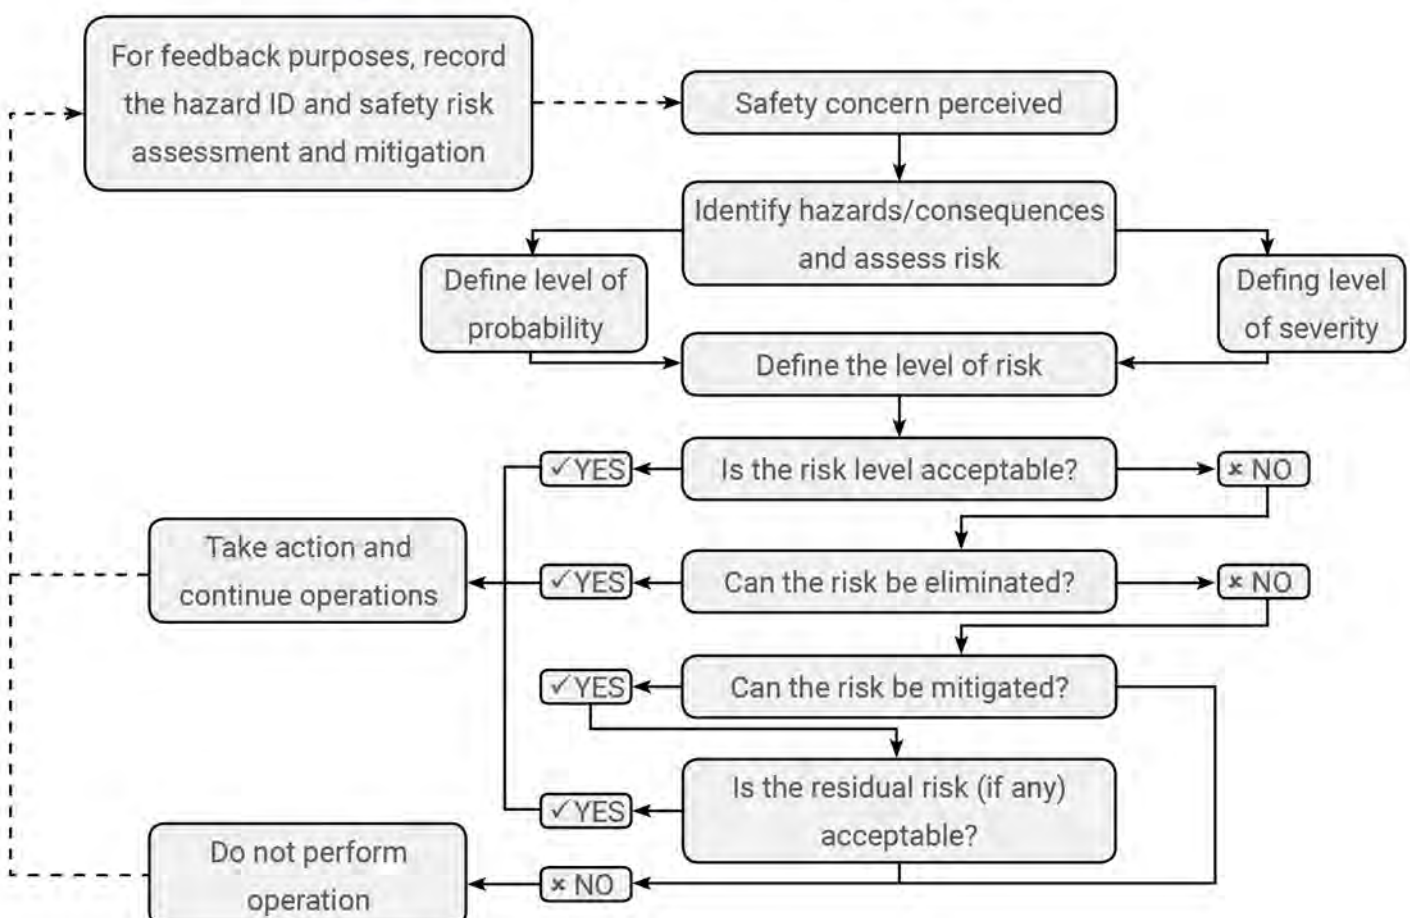 For feedback purposes, record
the hazard ID and safety risk
assessment and mitigation
Safety concern perceived
Identify hazards/consequences
and assess risk
Define level of
probability
Defing level
of severity
Define the level of risk
✓YES
Is the risk level acceptable?
× NO
Take action and
continue operations
✓YES
Can the risk be eliminated?
× NO
✓YES
Can the risk be mitigated?
Is the residual risk (if any)
acceptable?
✓YES
Do not perform
operation
× NO